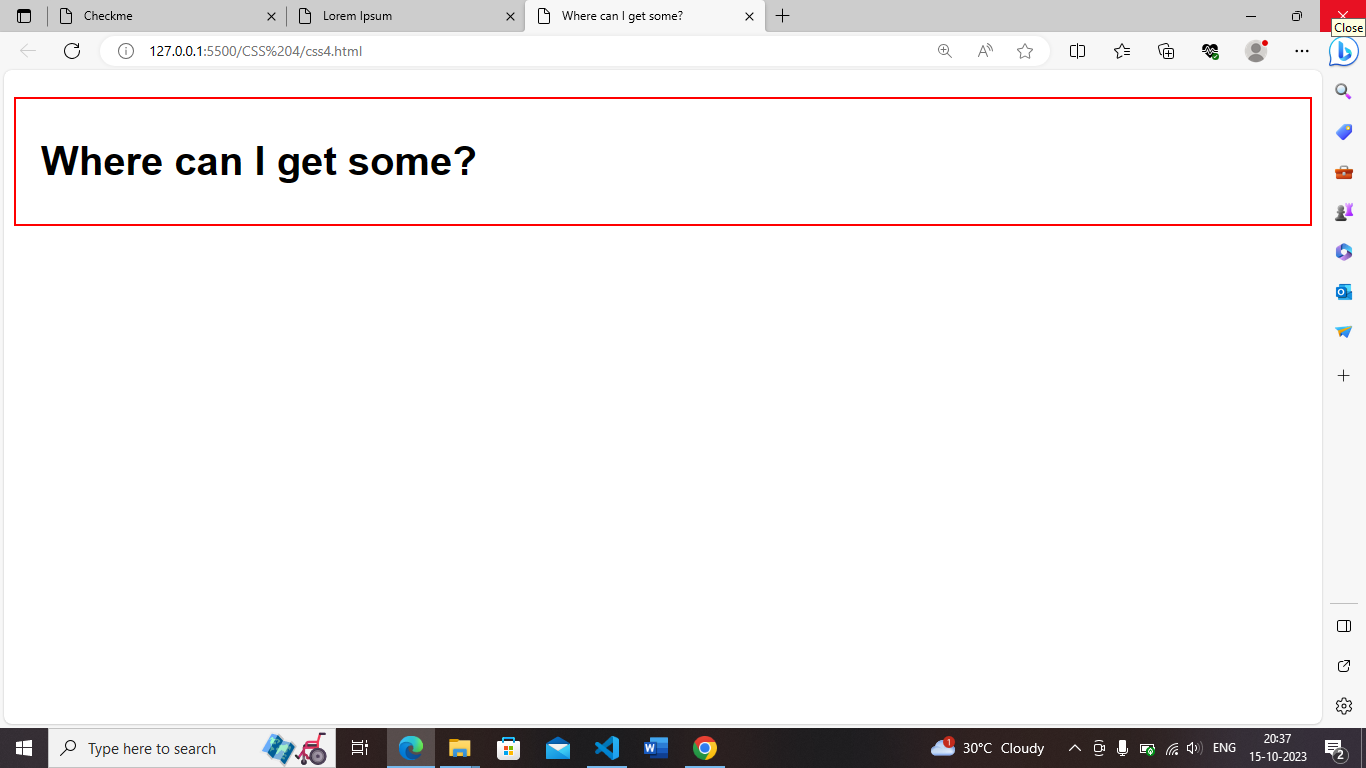 Checkme
Lorem Ipsum
Where can I get some?
Close
127.0.0.1:5500/CSS%204/css4.html
Where can I get some?
Type here to search
1
30°C Cloudy
ENG
20:37
15-10-2023
2